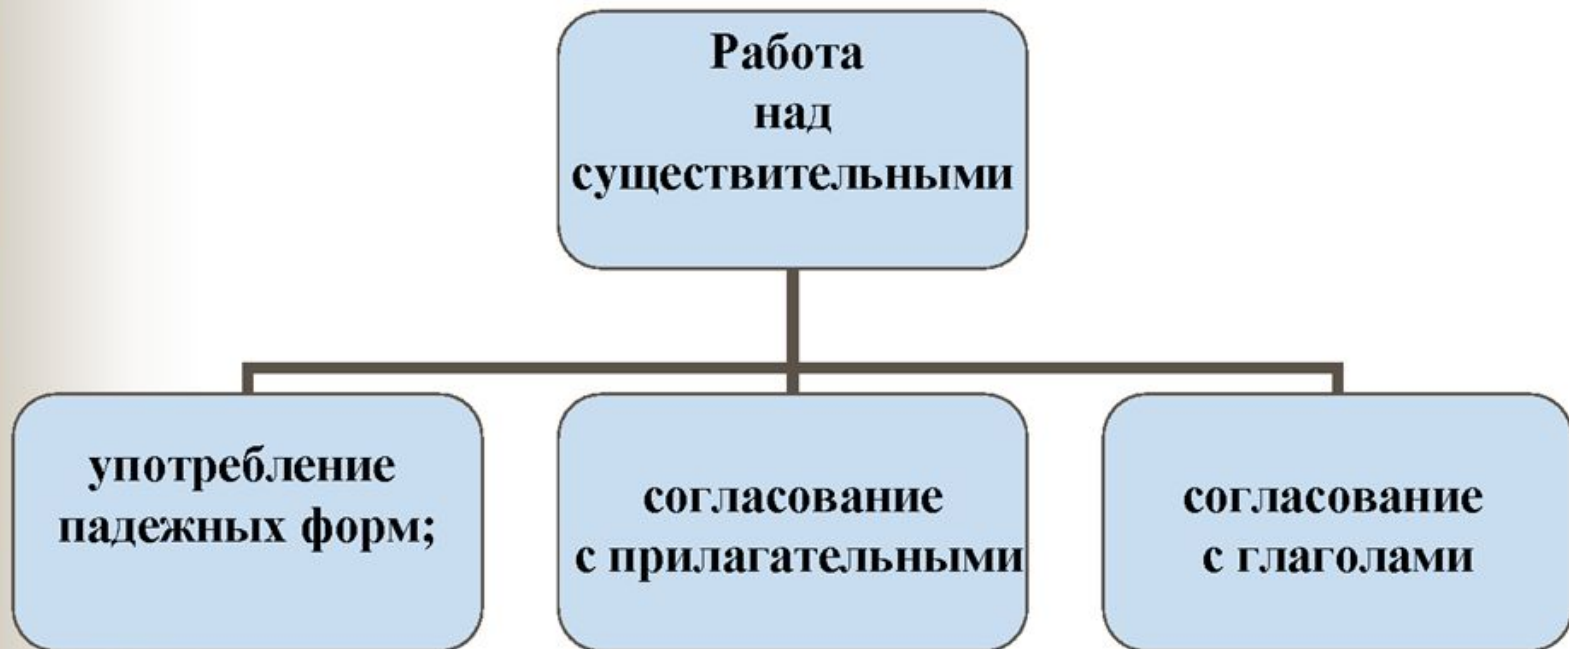 Работа
над
существительными
употребление
падежных форм;
согласование
с прилагательными
согласование
с глаголами